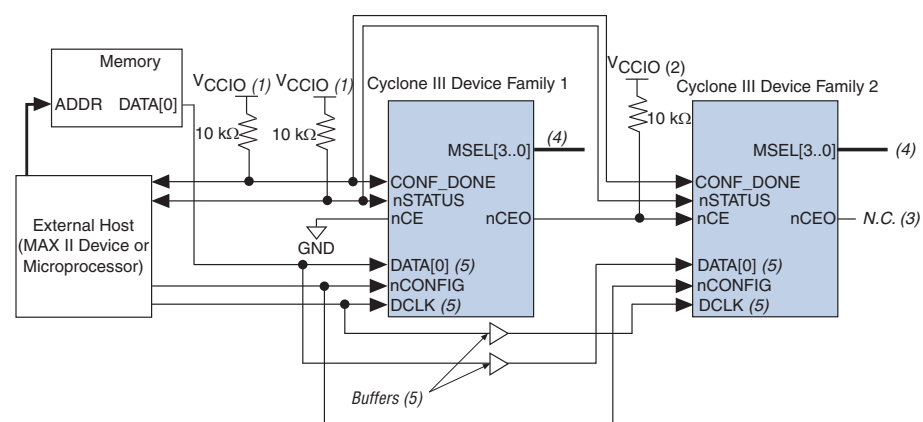 Memory
ADDR DATA[0]
VCCIO (1)
10 kΩ
VCCIO (1)
10 kΩ
Cyclone III Device Family 1
MSEL[3..0]
(4)
CONF_DONE
nSTATUS
nCE
nCEO
DATA[0] (5)
nCONFIG
DCLK (5)
GND
External Host
(MAX II Device or
Microprocessor)
VCCIO (2)
10 kΩ
Cyclone III Device Family 2
MSEL[3..0]
(4)
CONF_DONE
nSTATUS
nCE
nCEO
N.C. (3)
DATA[0] (5)
nCONFIG
DCLK (5)
Buffers (5)